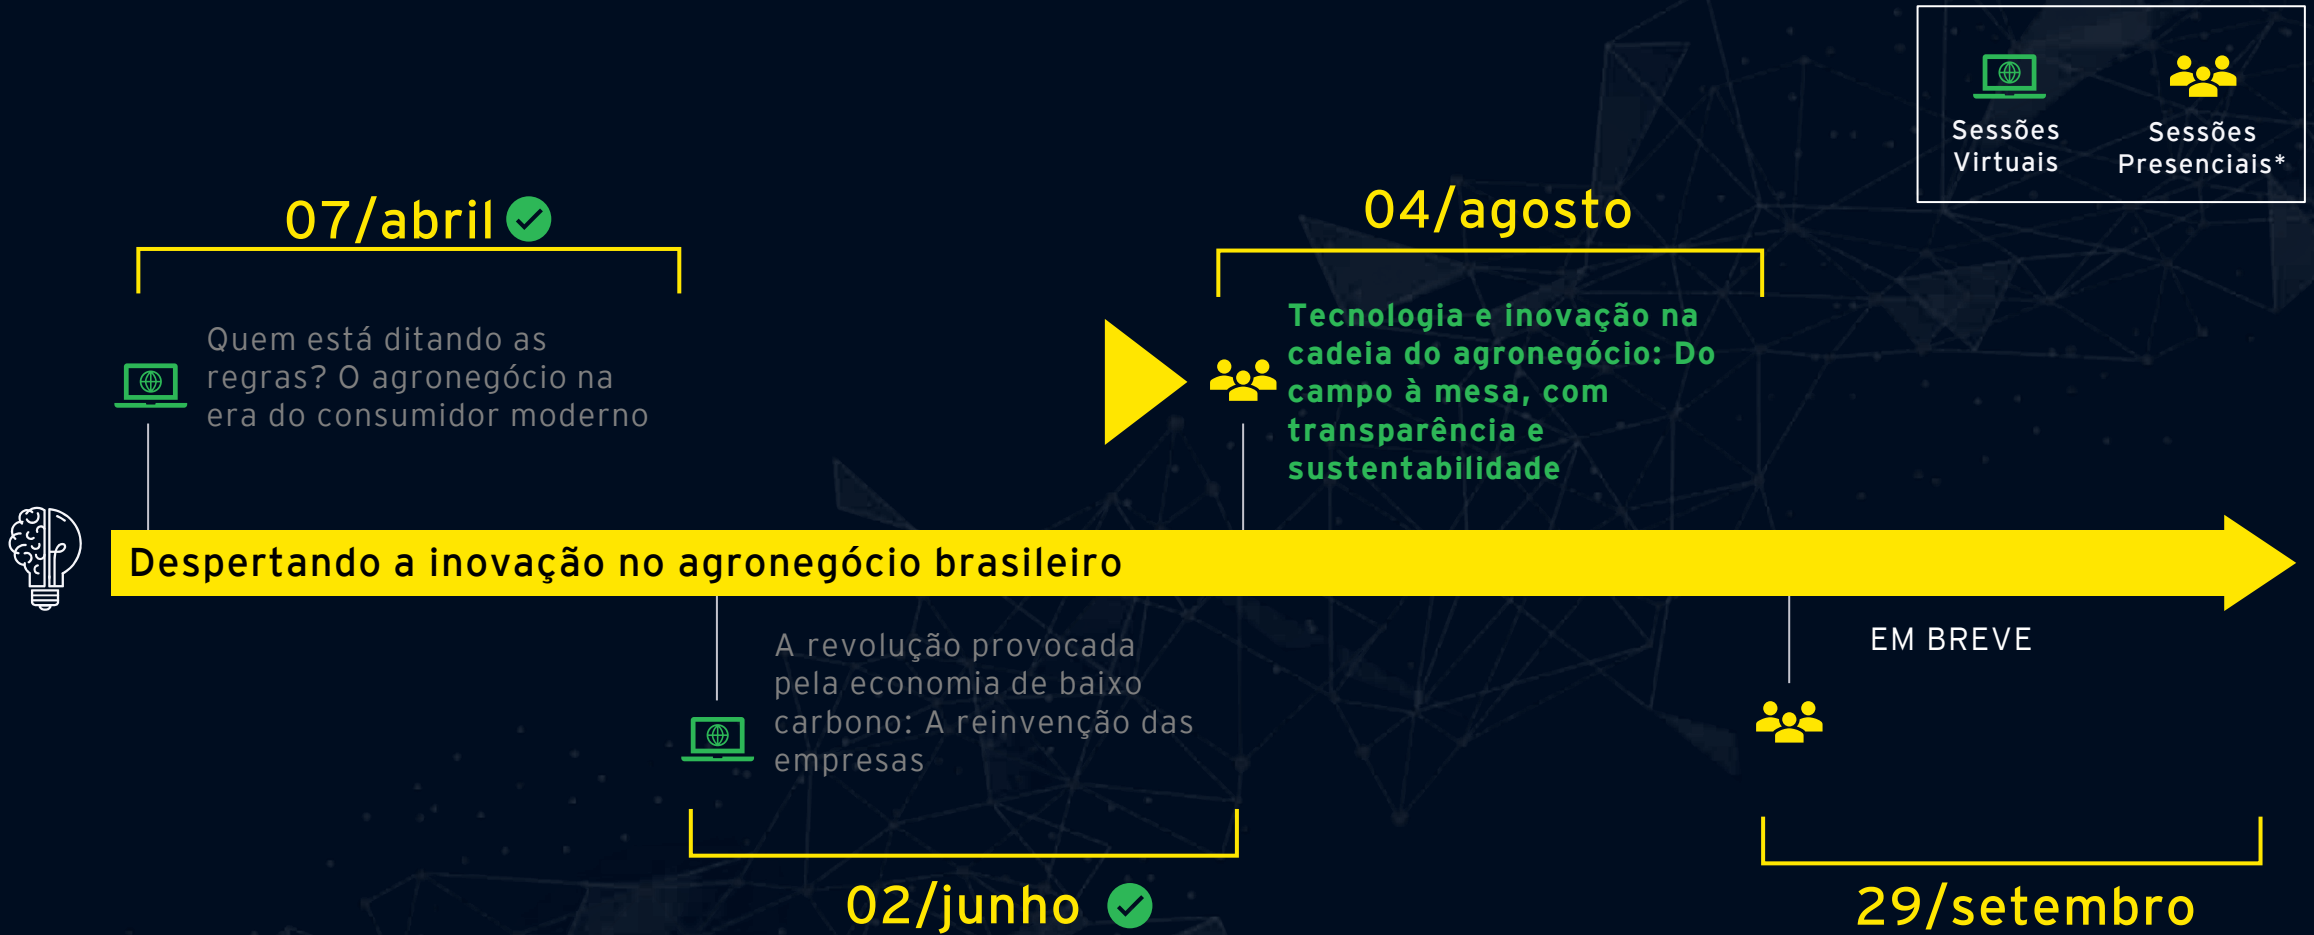 Sessões
Virtuais
Sessões
Presenciais*
07/abril
Quem está ditando as
regras? O agronegócio na
era do consumidor moderno
04/agosto
Tecnologia e inovação na
cadeia do agronegócio: Do
campo à mesa, com
transparência e
sustentabilidade
Despertando a inovação no agronegócio brasileiro
A revolução provocada
pela economia de baixo
carbono: A reinvenção das
empresas
02/junho
EM BREVE
29/setembro